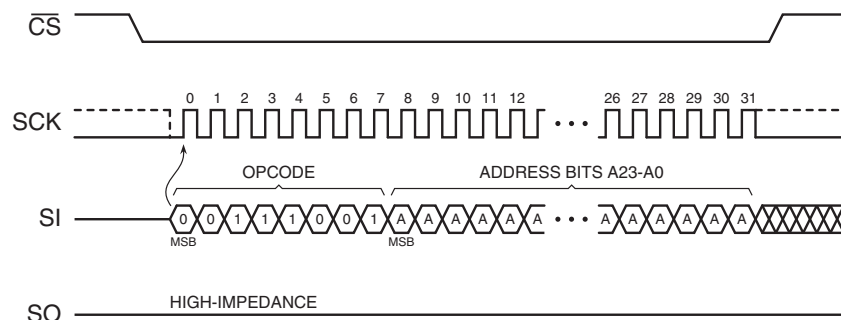 CS
SCK
0 1 2 3 4 5 6 7 8 9 10 11 12 26 27 28 29 30 31
OPCODE ADDRESS BITS A23-A0
SI
0 0 1 1 1 0 0 1 A A A A A A A A A A A A
MSB MSB
SO
HIGH-IMPEDANCE